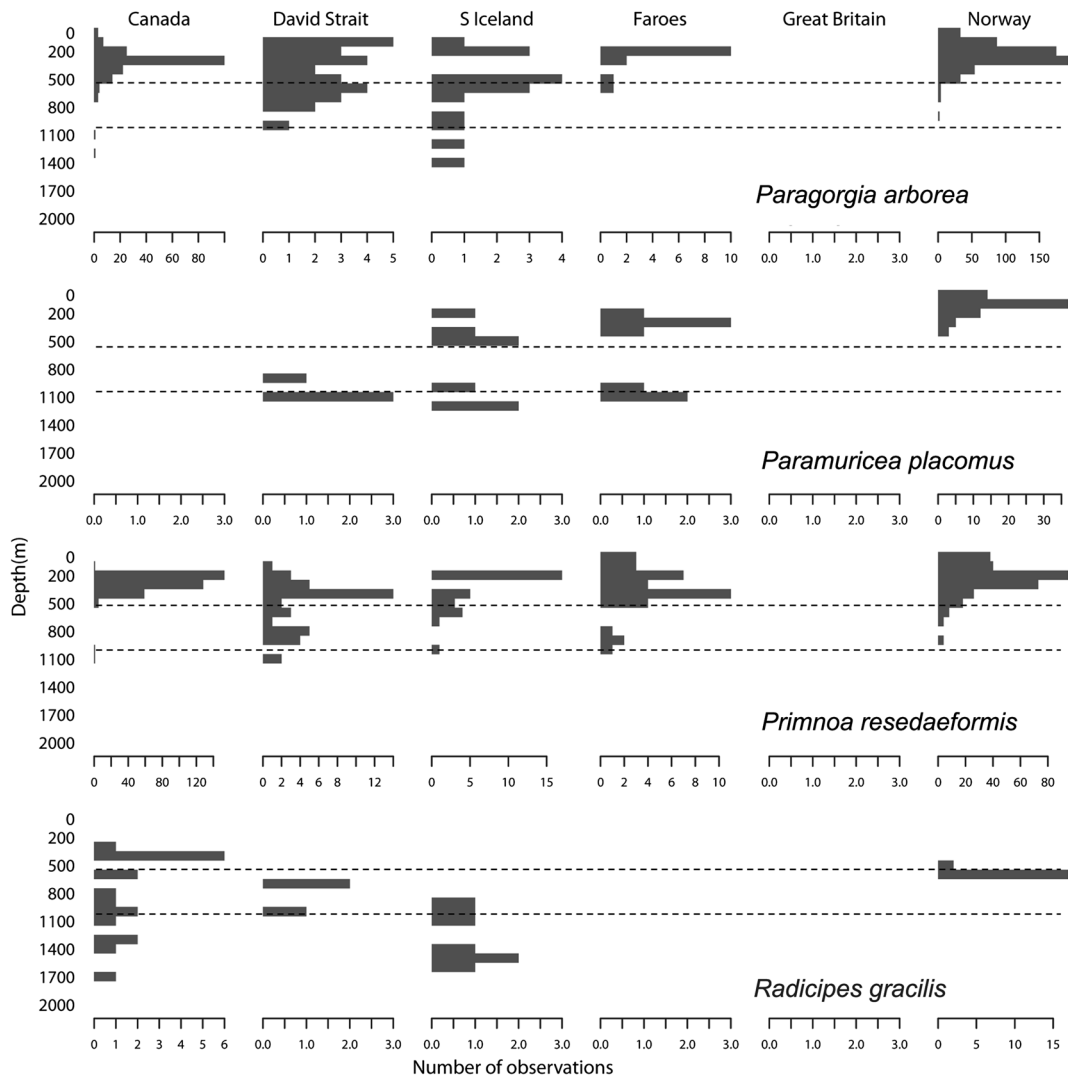 Canada David Strait S Iceland Faroes Great Britain Norway
0
200
500
800
1100
1400
1700
2000
Paragorgia arborea
0 20 40 60 80 0 1 2 3 4 5 0 1 2 3 4 0 2 4 6 8 10 0.0 1.0 2.0 3.0 0 50 100 150
0
200
500
800
1100
1400
1700
2000
Paramuricea placomus
0.0 1.0 2.0 3.0 0.0 1.0 2.0 3.0 0.0 1.0 2.0 3.0 0.0 1.0 2.0 3.0 0.0 1.0 2.0 3.0 0 10 20 30
Depth(m)
0
200
500
800
1100
1400
1700
2000
Primnoa resedaeformis
0 40 80 120 0 2 4 6 8 12 0 5 10 15 0 2 4 6 8 10 0.0 1.0 2.0 3.0 0 20 40 60 80
0
200
500
800
1100
1400
1700
2000
Radicipes gracilis
0 1 2 3 4 5 6 0.0 1.0 2.0 3.0 0.0 1.0 2.0 3.0 0.0 1.0 2.0 3.0 0.0 1.0 2.0 3.0 0 5 10 15
Number of observations